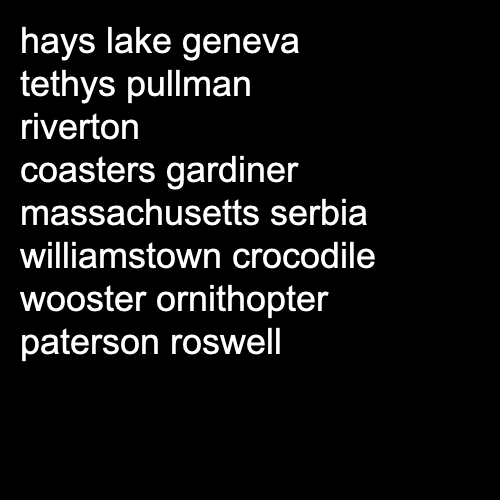 hays lake geneva
tethys pullman
riverton
coasters gardiner
massachusetts serbia
williamstown crocodile
wooster ornithopter
paterson roswell